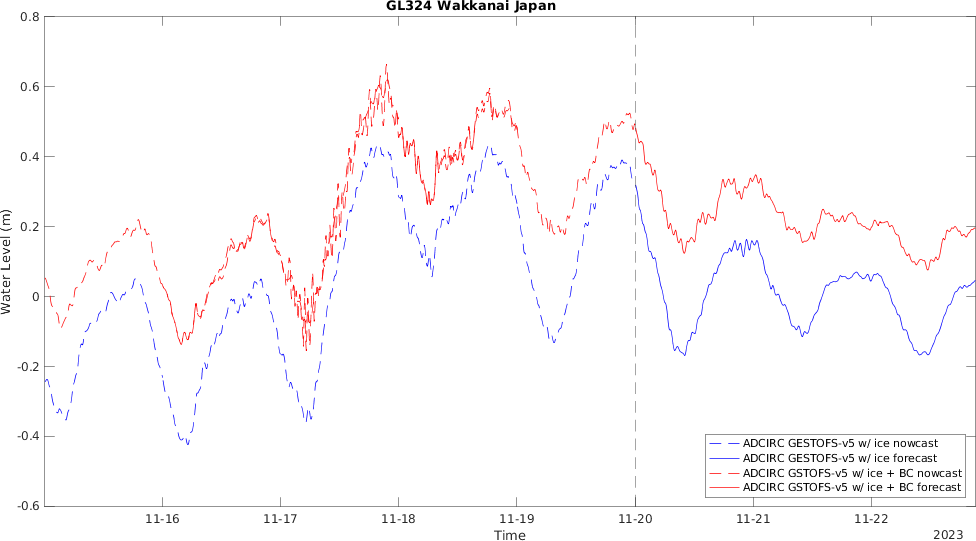 GL324 Wakkanai Japan
0.8
0.6
0.4
0.2
0
-0.2
-0.4
-0.6
Water Level (m)
11-16
11-17
11-18
11-19
11-20
11-21
11-22
Time
2023
ADCIRC GESTOFS-v5 w/ ice nowcast
ADCIRC GESTOFS-v5 w/ ice forecast
ADCIRC GSTOFS-v5 w/ ice + BC nowcast
ADCIRC GSTOFS-v5 w/ ice + BC forecast